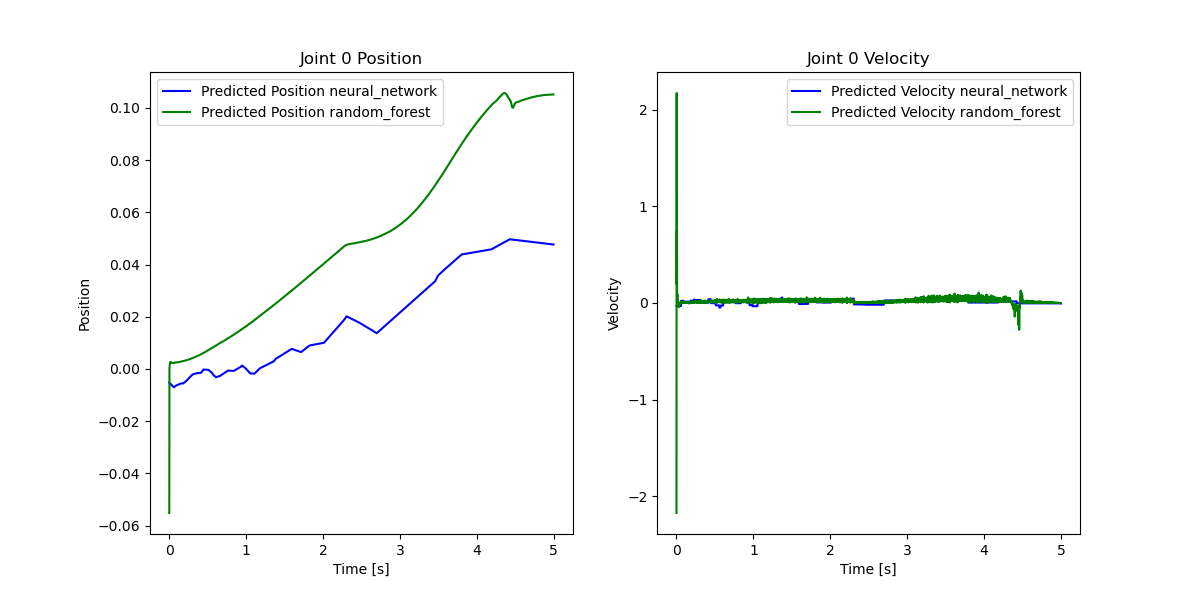 Joint 0 Position
Predicted Position neural_network
Predicted Position random_forest
Position
0.10
0.08
0.06
0.04
0.02
0.00
−0.02
−0.04
−0.06
0 1 2 3 4 5
Time [s]
Joint 0 Velocity
Predicted Velocity neural_network
Predicted Velocity random_forest
Velocity
2
1
0
−1
−2
0 1 2 3 4 5
Time [s]